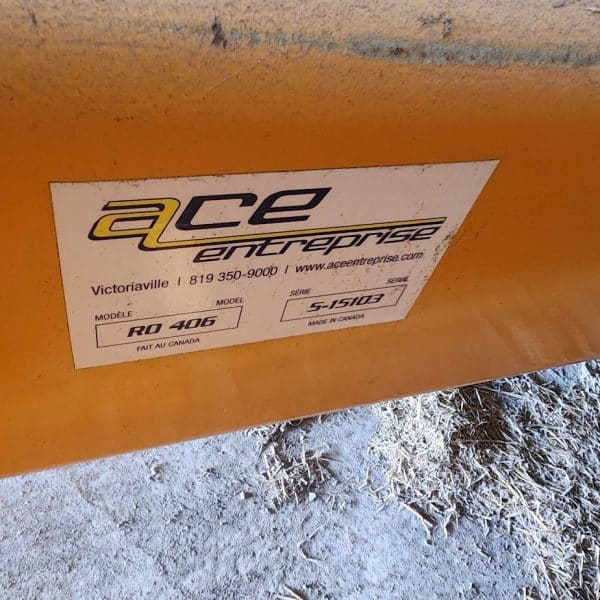 ace
entreprise
Victoriaville | 819 350-9000 | www.aceentreprise.com
MODÈLE MODEL SÉRIE SERIAL
RO 406 S-15103
FAIT AU CANADA MADE IN CANADA